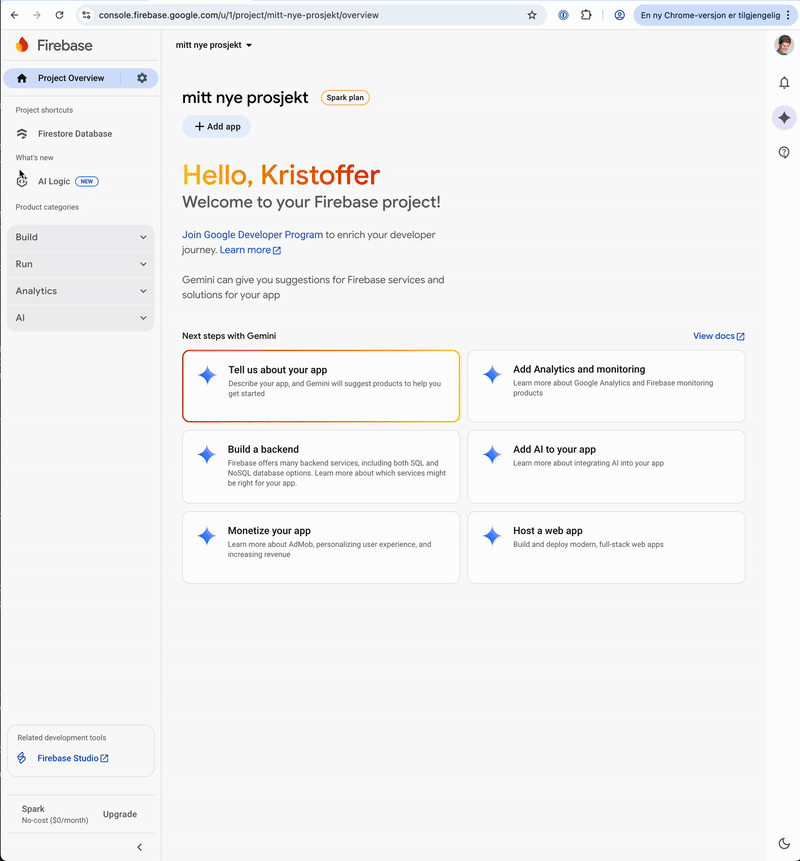 console.firebase.google.com/u/1/project/mitt-nye-prosjekt/overview
En ny Chrome-versjon er tilgjengelig
Firebase
mitt nye prosjekt
Project Overview
Project shortcuts
Firestore Database
What's new
AI Logic NEW
Product categories
Build
Run
Analytics
AI
Related development tools
Firebase Studio
Spark
No-cost ($0/month)
Upgrade
mitt nye prosjekt
Spark plan
+ Add app
Hello, Kristoffer
Welcome to your Firebase project!
Join Google Developer Program to enrich your developer
journey. Learn more
Gemini can give you suggestions for Firebase services and
solutions for your app
Next steps with Gemini
View docs
Tell us about your app
Describe your app, and Gemini will suggest products to help you
get started
Add Analytics and monitoring
Learn more about Google Analytics and Firebase monitoring
products
Build a backend
Firebase offers many backend services, including both SQL and
NoSQL database options. Learn more about which services might
be right for your app.
Add AI to your app
Learn more about integrating AI into your app
Monetize your app
Learn more about AdMob, personalizing user experience, and
increasing revenue
Host a web app
Build and deploy modern, full-stack web apps